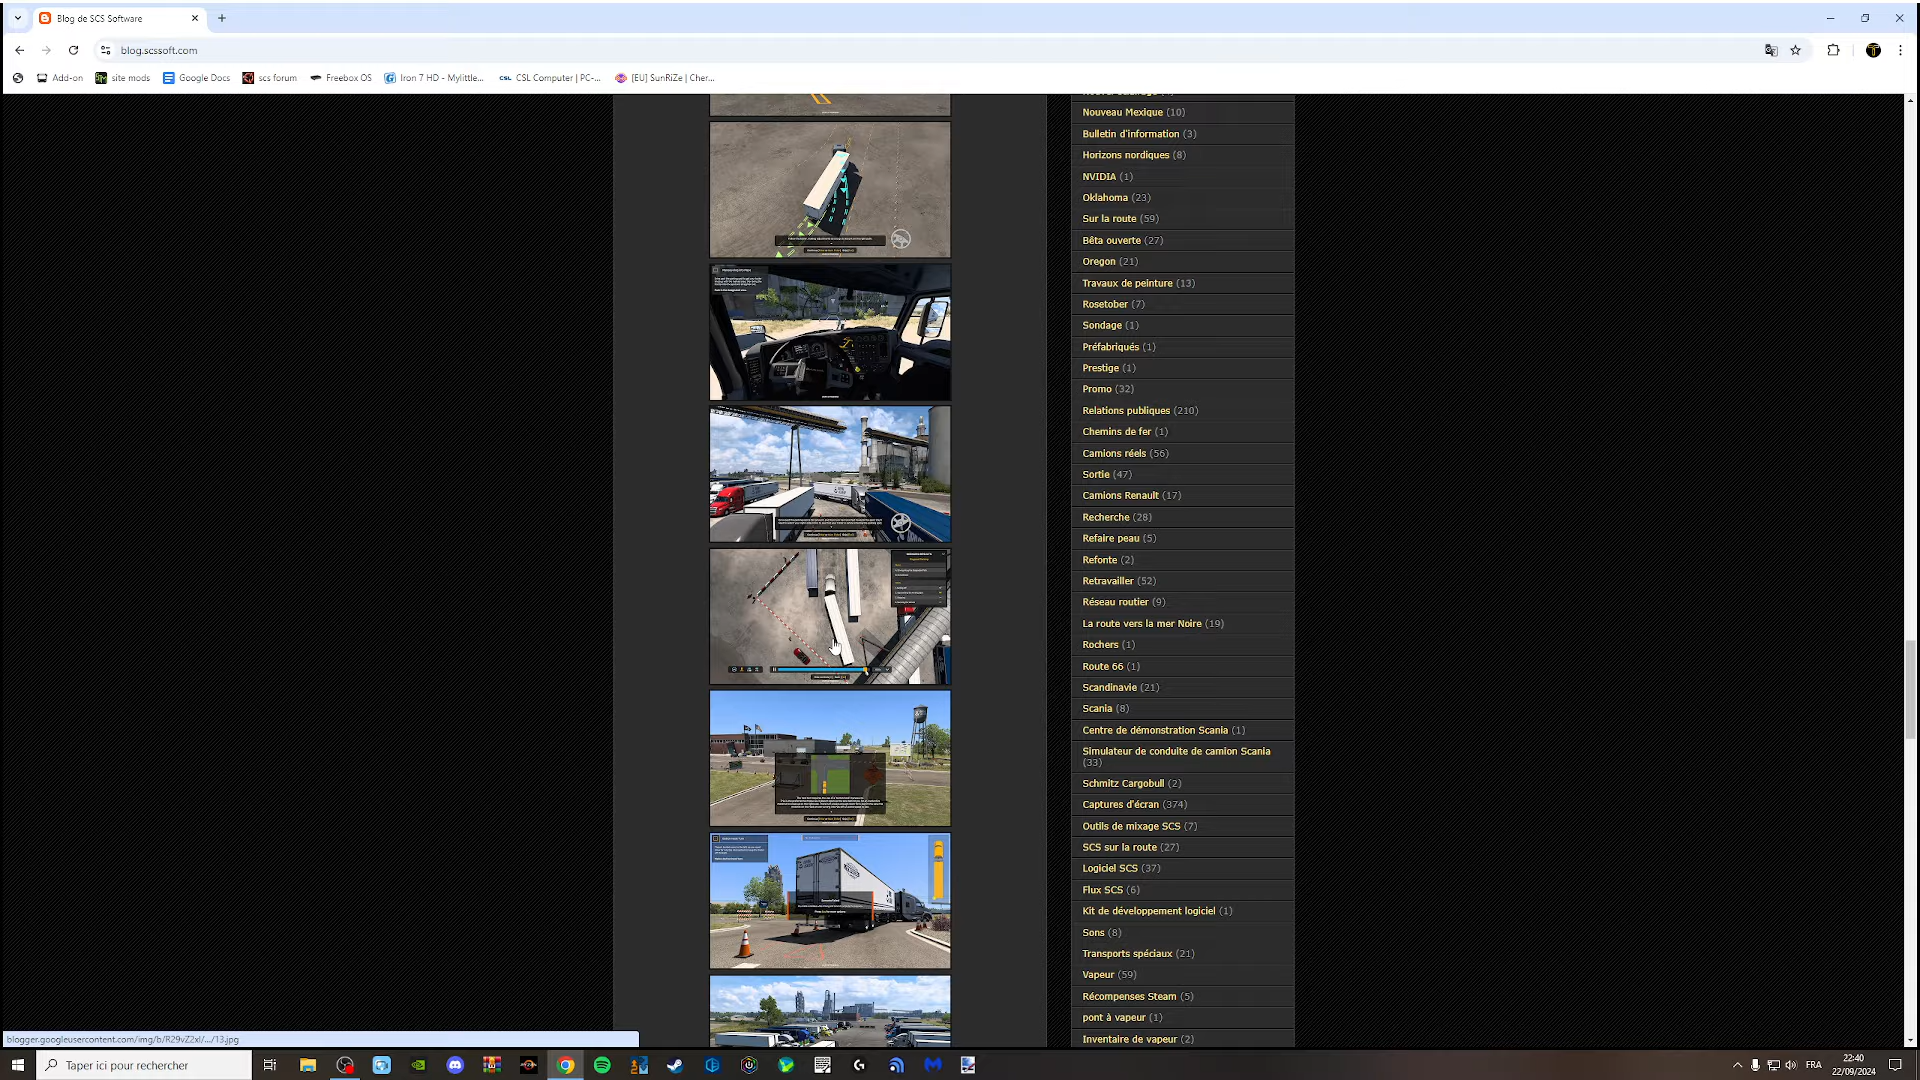 Blog de SCS Software
blog.scssoft.com
Add-on
site mods
Google Docs
scs forum
Freebox OS
Iron 7 HD - Mylittle...
CSL
CSL Computer | PC-...
[EU] SunRiZe | Cher...
Nouveau Mexique (10)
Bulletin d'information (3)
Horizons nordiques (8)
NVIDIA (1)
Oklahoma (23)
Sur la route (59)
Bêta ouverte (27)
Oregon (21)
Travaux de peinture (13)
Rosetober (7)
Sondage (1)
Préfabriqués (1)
Prestige (1)
Promo (32)
Relations publiques (210)
Chemins de fer (1)
Camions réels (56)
Sortie (47)
Camions Renault (17)
Recherche (28)
Refaire peau (5)
Refonte (2)
Retravailler (52)
Réseau routier (9)
La route vers la mer Noire (19)
Rochers (1)
Route 66 (1)
Scandinavie (21)
Scania (8)
Centre de démonstration Scania (1)
Simulateur de conduite de camion Scania
(33)
Schmitz Cargobull (2)
Captures d'écran (374)
Outils de mixage SCS (7)
SCS sur la route (27)
Logiciel SCS (37)
Flux SCS (6)
Kit de développement logiciel (1)
Sons (8)
Transports spéciaux (21)
Vapeur (59)
Récompenses Steam (5)
pont à vapeur (1)
Inventaire de vapeur (2)
blogger.googleusercontent.com/img/b/R29vZ2xl/.../13.jpg
Taper ici pour rechercher
FRA
22:40
22/09/2024